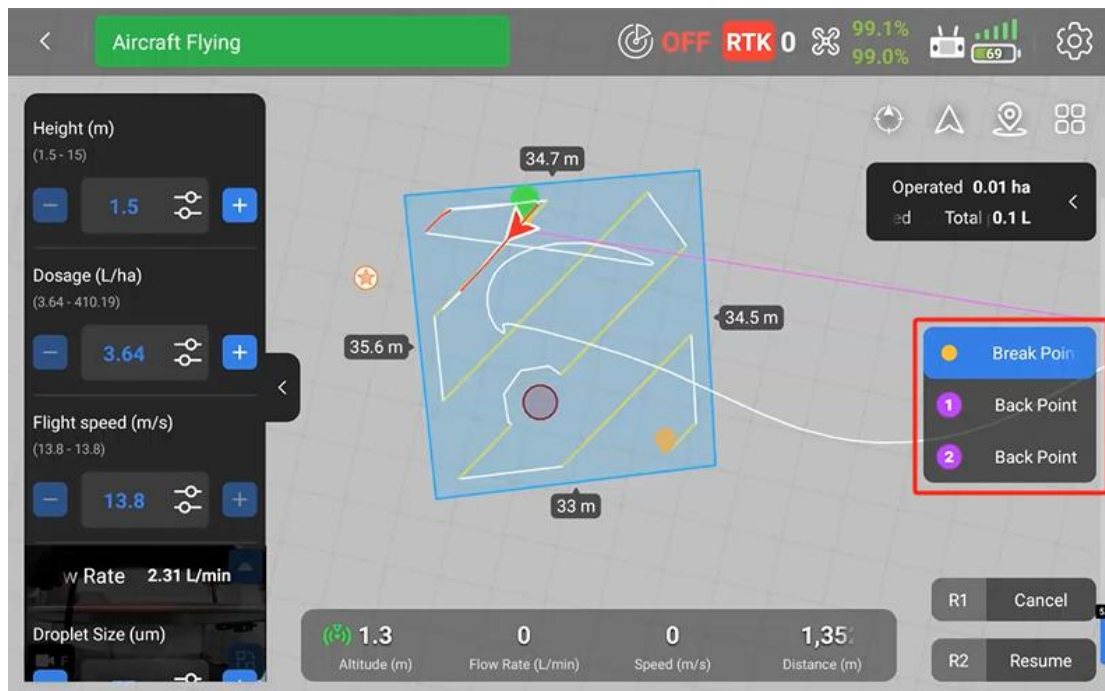 Aircraft Flying
OFF RTK 0 99.1%
99.0%
69
Height (m)
(1.5 - 15)
1.5
Dosage (L/ha)
(3.64 - 410.19)
3.64
Flight speed (m/s)
(13.8 - 13.8)
13.8
w Rate 2.31 L/min
Droplet Size (um)
F
34.7 m
34.5 m
35.6 m
33 m
Operated 0.01 ha
ed Total 0.1 L
Break Poin
1 Back Point
2 Back Point
R1 Cancel
R2 Resume
1.3 0 0 1,35
Altitude (m) Flow Rate (L/min) Speed (m/s) Distance (m)